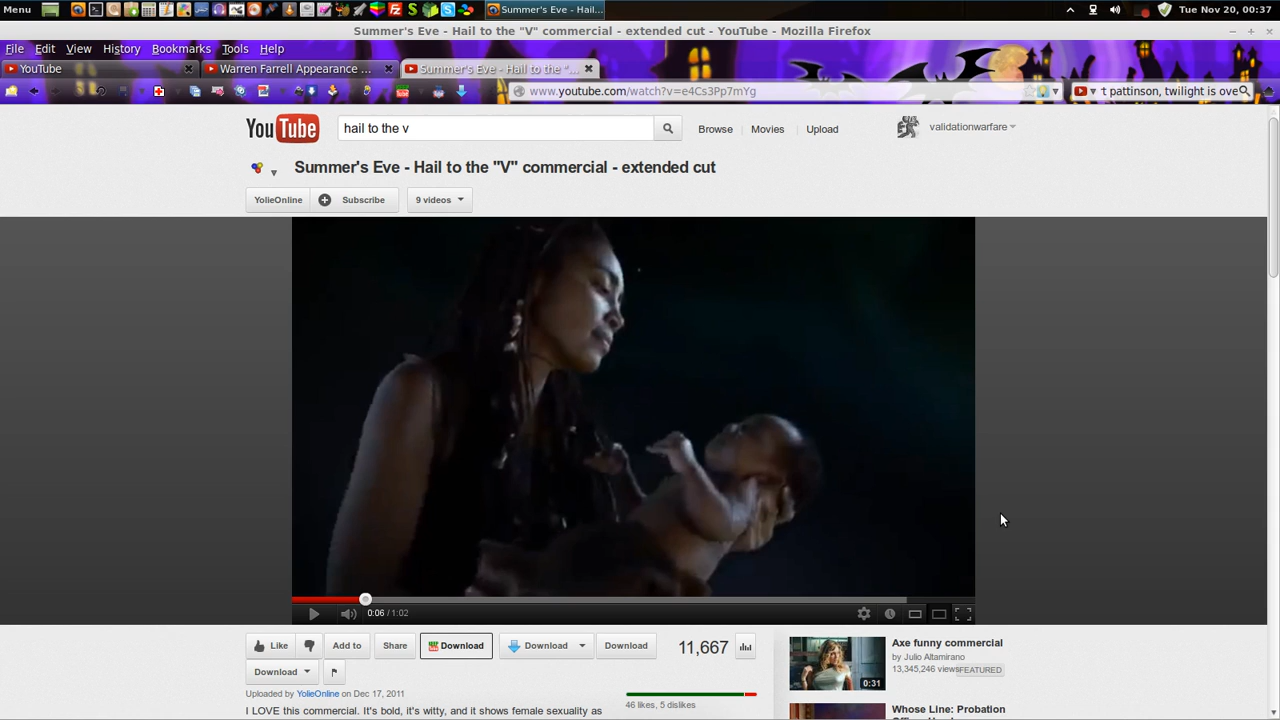 Menu
Summer's Eve - Hail...
Tue Nov 20, 00:37
Summer's Eve - Hail to the "V" commercial - extended cut - YouTube - Mozilla Firefox
File Edit View History Bookmarks Tools Help
YouTube
Warren Farrell Appearance ...
Summer's Eve - Hail to the "...
www.youtube.com/watch?v=e4Cs3Pp7mYg
't pattinson, twilight is ove
YouTube
hail to the v
Browse Movies Upload
validationwarfare
Summer's Eve - Hail to the "V" commercial - extended cut
YolieOnline
Subscribe
9 videos
0:06 / 1:02
Like
Add to
Share
Download
Download
Download
11,667
Download
Uploaded by YolieOnline on Dec 17, 2011
46 likes, 5 dislikes
I LOVE this commercial. It's bold, it's witty, and it shows female sexuality as
Axe funny commercial
by Julio Altamirano
13,345,246 views
FEATURED
0:31
Whose Line: Probation